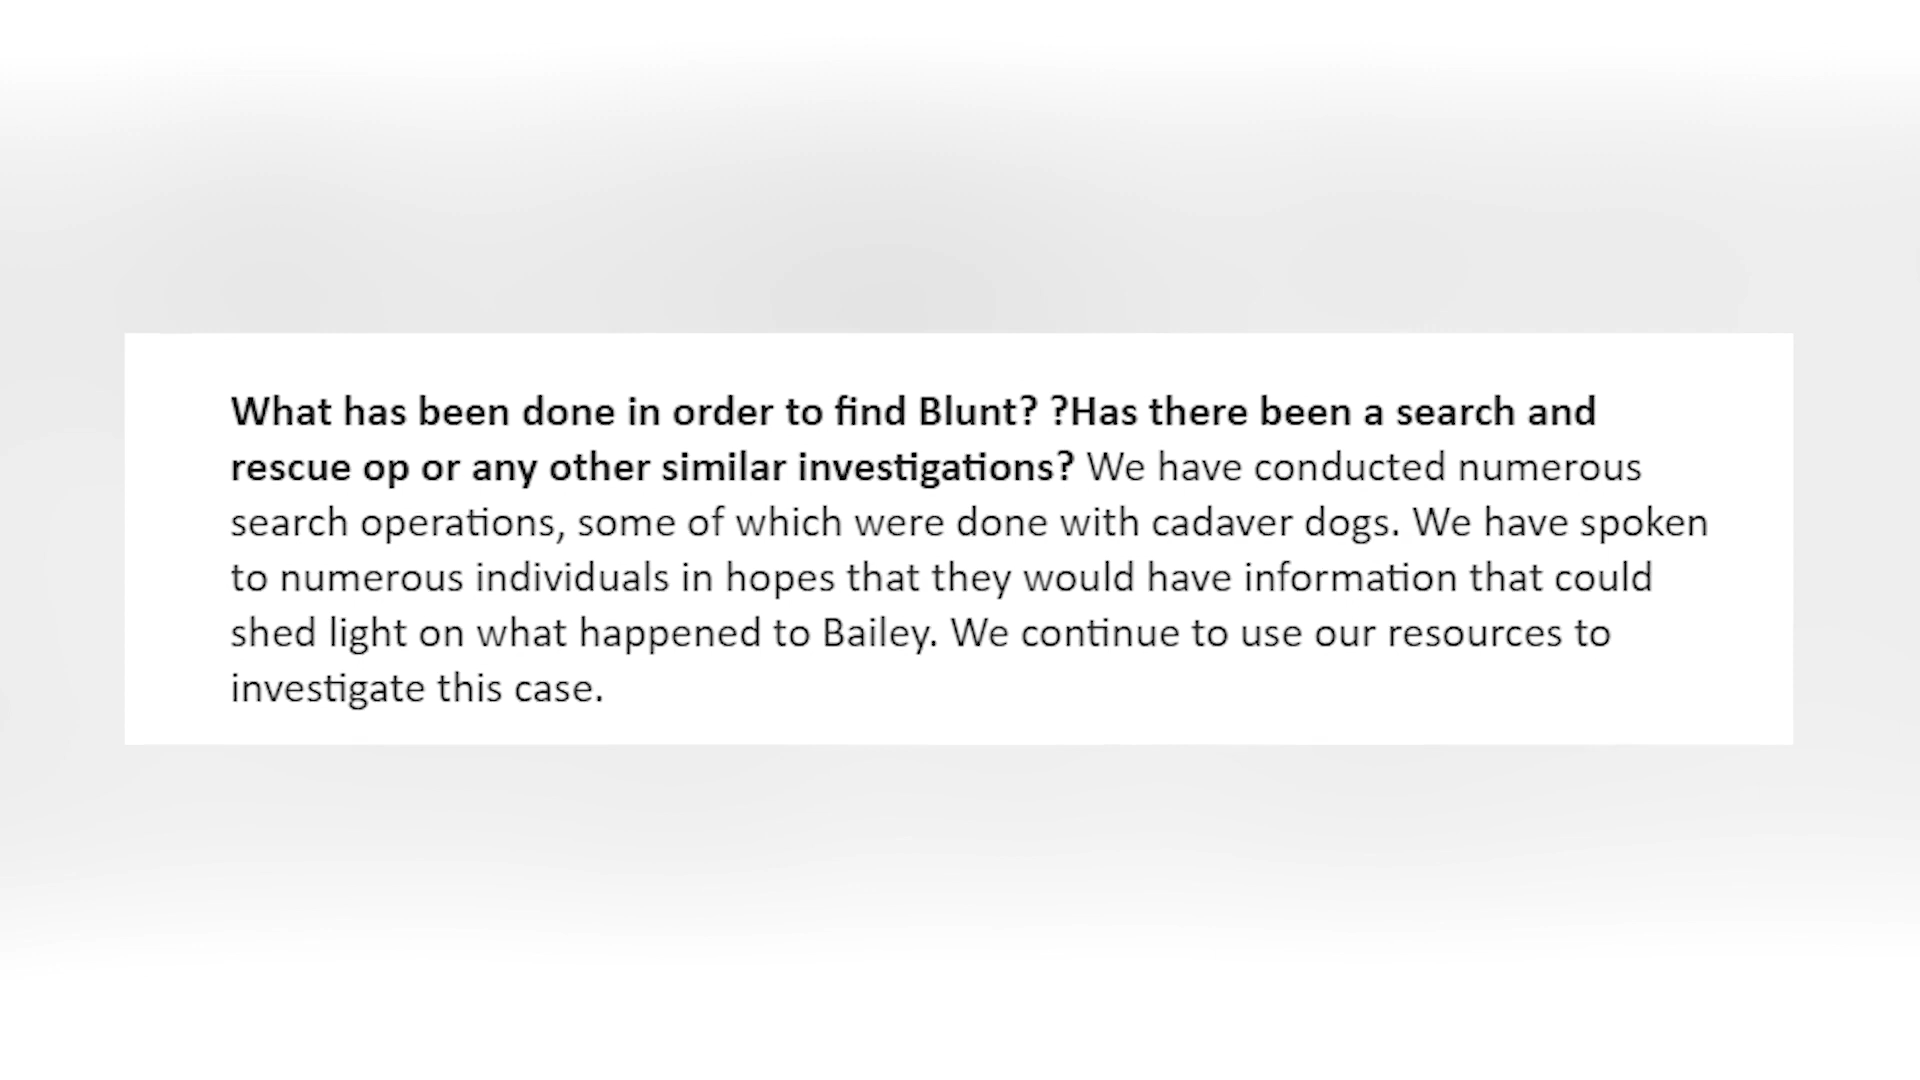 What has been done in order to find Blunt? ?Has there been a search and
rescue op or any other similar investigations? We have conducted numerous
search operations, some of which were done with cadaver dogs. We have spoken
to numerous individuals in hopes that they would have information that could
shed light on what happened to Bailey. We continue to use our resources to
investigate this case.